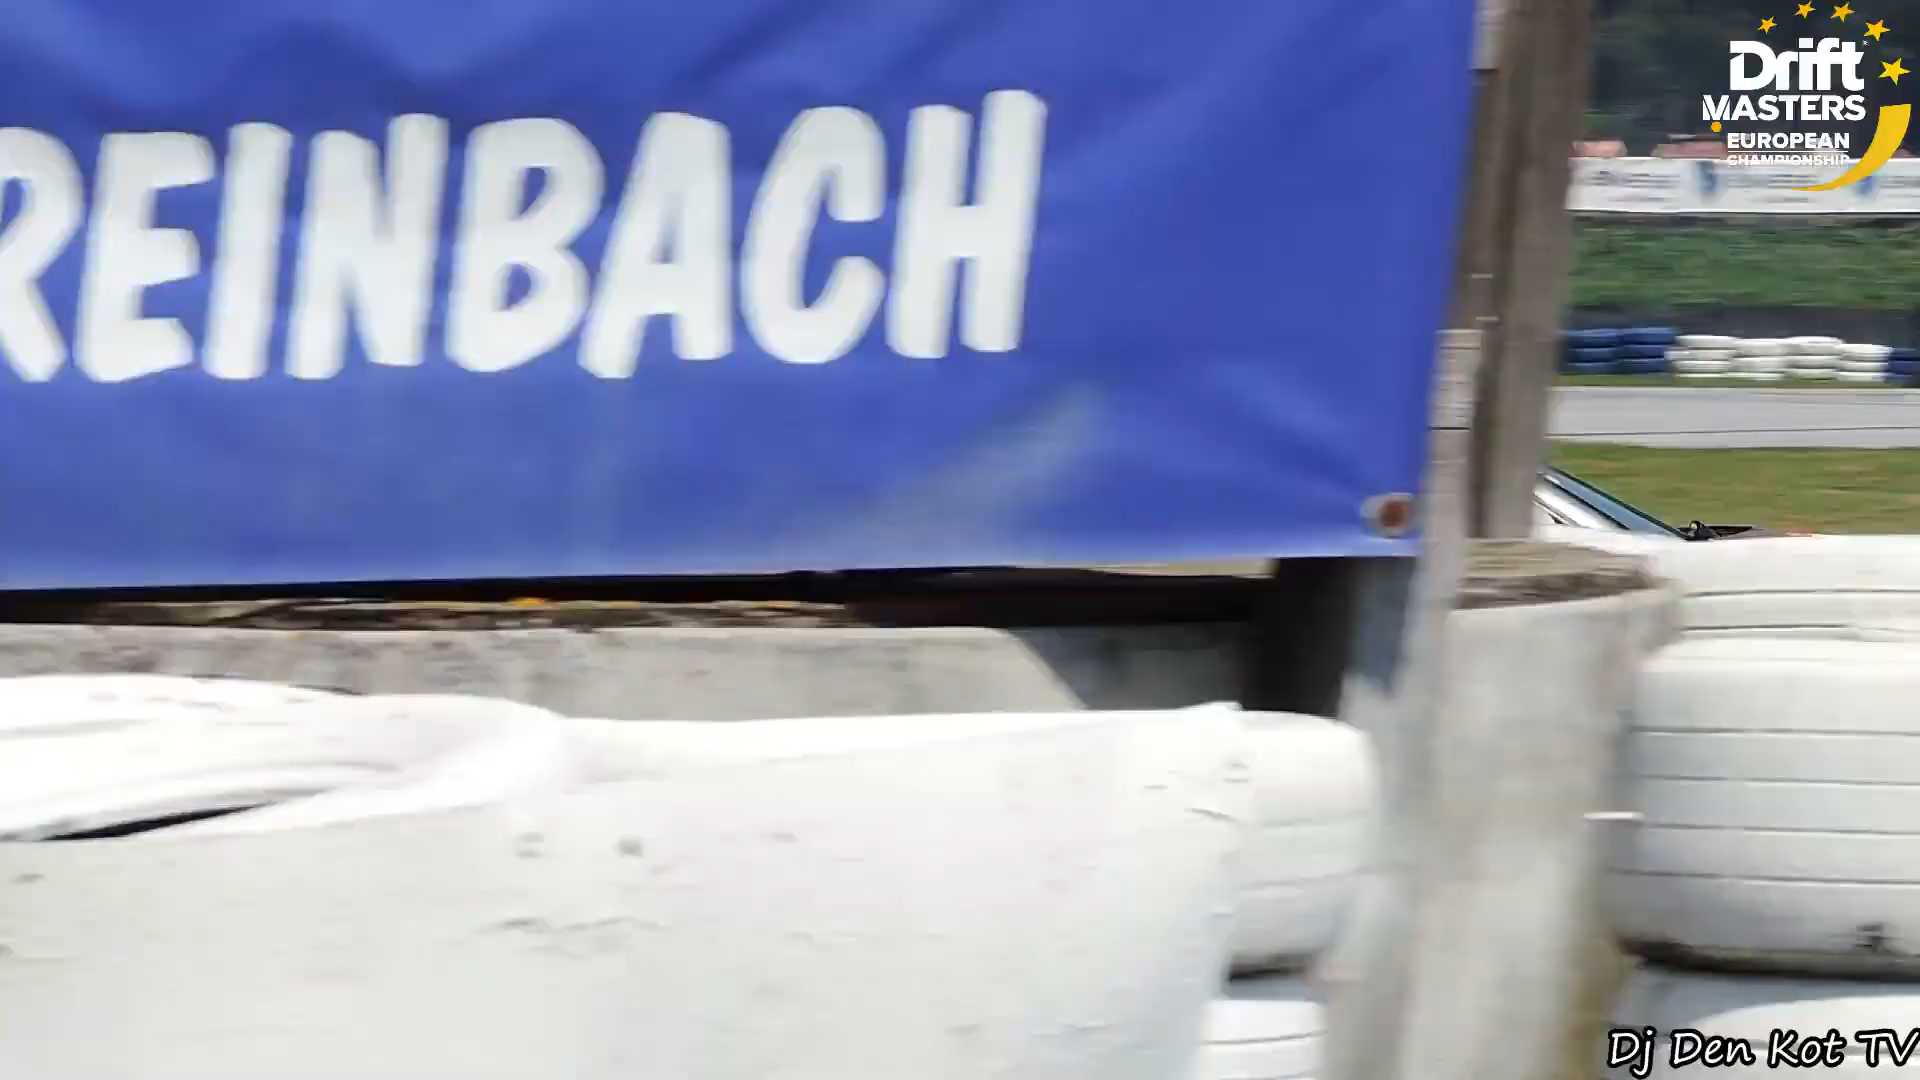 REINBACH
Drift
MASTERS
EUROPEAN
CHAMPIONSHIP
Dj Den Kot TV